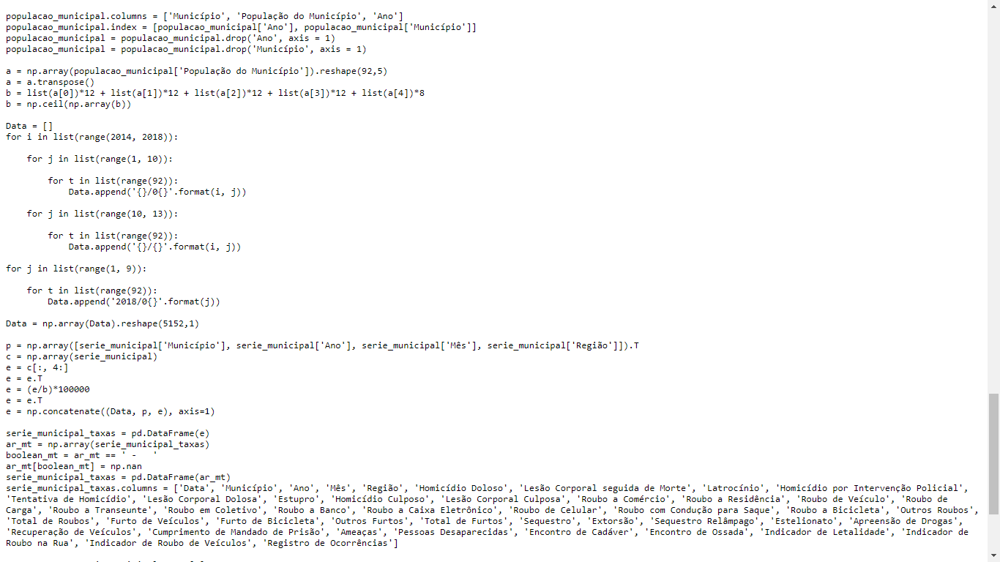 populacao_municipal.columns = ['Município', 'População do Município', 'Ano']
populacao_municipal.index = [populacao_municipal['Ano'], populacao_municipal['Município']]
populacao_municipal = populacao_municipal.drop('Ano', axis = 1)
populacao_municipal = populacao_municipal.drop('Município', axis = 1)
a = np.array(populacao_municipal['População do Município']).reshape(92,5)
a = a.transpose()
b = list(a[0])*12 + list(a[1])*12 + list(a[2])*12 + list(a[3])*12 + list(a[4])*8
b = np.ceil(np.array(b))
Data = []
for i in list(range(2014, 2018)):
    for j in list(range(1, 10)):
        for t in list(range(92)):
            Data.append('{}/0{}'.format(i, j))
    for j in list(range(10, 13)):
        for t in list(range(92)):
            Data.append('{}/{}'.format(i, j))
for j in list(range(1, 9)):
    for t in list(range(92)):
        Data.append('2018/0{}'.format(j))
Data = np.array(Data).reshape(5152,1)
p = np.array([serie_municipal['Município'], serie_municipal['Ano'], serie_municipal['Mês'], serie_municipal['Região']]).T
c = np.array(serie_municipal)
e = c[:, 4:]
e = e.T
e = (e/b)*100000
e = e.T
e = np.concatenate((Data, p, e), axis=1)
serie_municipal_taxas = pd.DataFrame(e)
ar_mt = np.array(serie_municipal_taxas)
boolean_mt = ar_mt == ' -   '
ar_mt[boolean_mt] = np.nan
serie_municipal_taxas = pd.DataFrame(ar_mt)
serie_municipal_taxas.columns = ['Data', 'Município', 'Ano', 'Mês', 'Região', 'Homicídio Doloso', 'Lesão Corporal seguida de Morte', 'Latrocínio', 'Homicídio por Intervenção Policial',
'Tentativa de Homicídio', 'Lesão Corporal Dolosa', 'Estupro', 'Homicídio Culposo', 'Lesão Corporal Culposa', 'Roubo a Comércio', 'Roubo a Residência', 'Roubo de Veículo', 'Roubo de
Carga', 'Roubo a Transeunte', 'Roubo em Coletivo', 'Roubo a Banco', 'Roubo a Caixa Eletrônico', 'Roubo de Celular', 'Roubo com Condução para Saque', 'Roubo a Bicicleta', 'Outros Roubos',
'Total de Roubos', 'Furto de Veículos', 'Furto de Bicicleta', 'Outros Furtos', 'Total de Furtos', 'Sequestro', 'Extorsão', 'Sequestro Relâmpago', 'Estelionato', 'Apreensão de Drogas',
'Recuperação de Veículos', 'Cumprimento de Mandado de Prisão', 'Ameaças', 'Pessoas Desaparecidas', 'Encontro de Cadáver', 'Encontro de Ossada', 'Indicador de Letalidade', 'Indicador de
Roubo na Rua', 'Indicador de Roubo de Veículos', 'Registro de Ocorrências']